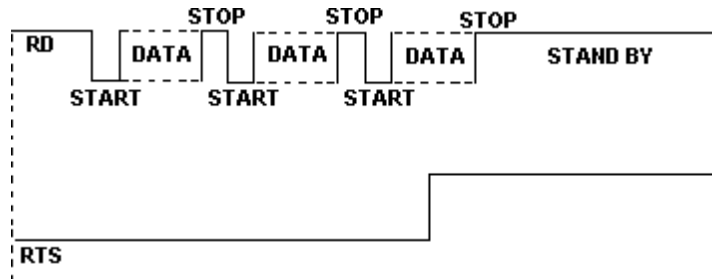 STOP STOP STOP
RD DATA DATA DATA STAND BY
START START START
RTS